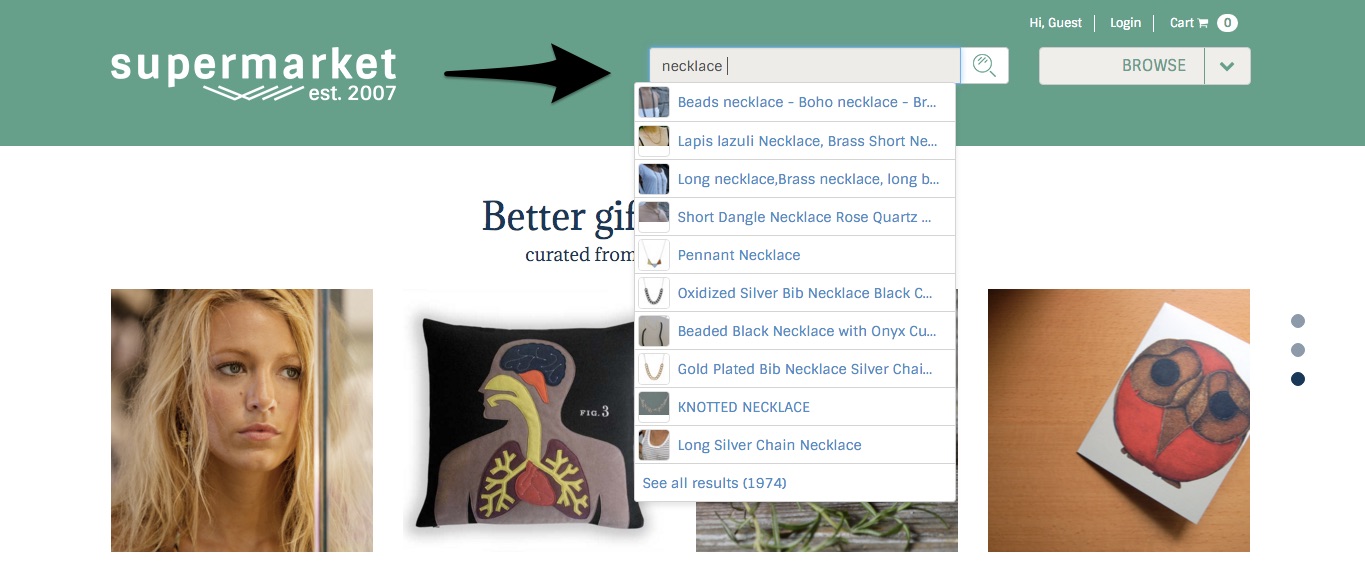 Hi, Guest
Login
Cart
0
supermarket
est. 2007
necklace
BROWSE
Beads necklace - Boho necklace - Br...
Lapis lazuli Necklace, Brass Short Ne...
Long necklace,Brass necklace, long b...
Short Dangle Necklace Rose Quartz ...
Pennant Necklace
Oxidized Silver Bib Necklace Black C...
Beaded Black Necklace with Onyx Cu...
Gold Plated Bib Necklace Silver Chai...
KNOTTED NECKLACE
Long Silver Chain Necklace
See all results (1974)
Better
curated from
FIG. 3